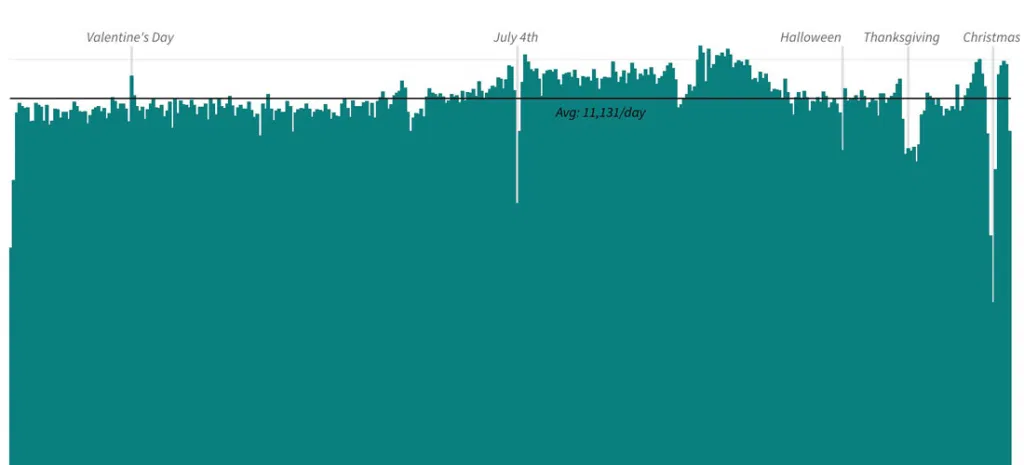 Valentine's Day
July 4th
Halloween
Thanksgiving
Christmas
Avg: 11,131/day